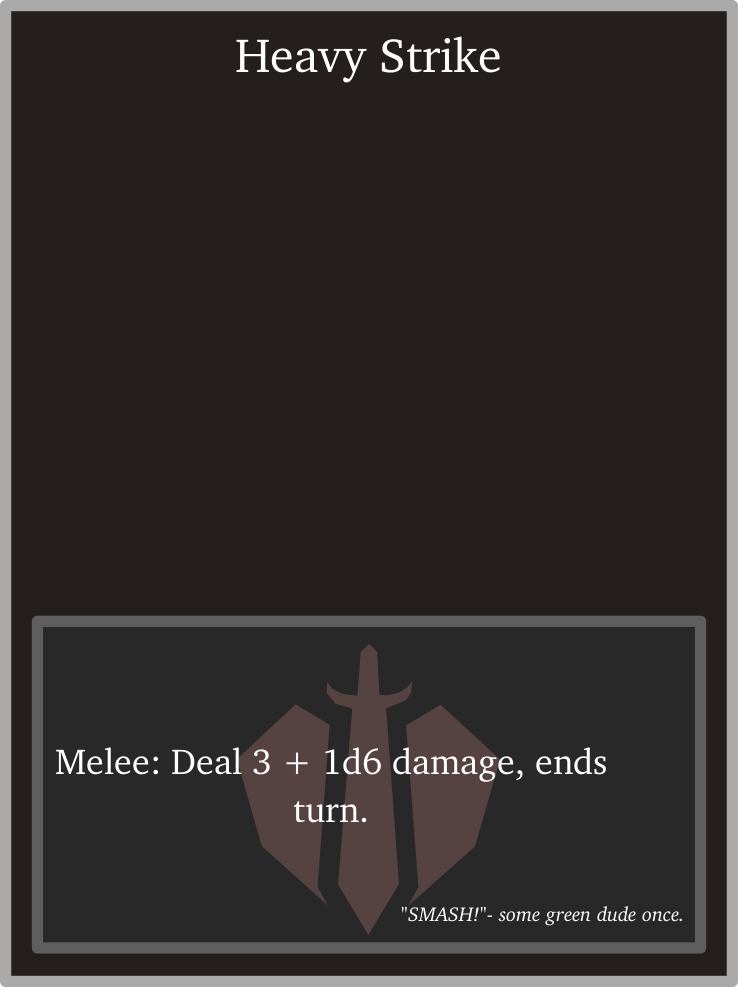 Heavy Strike
Melee: Deal 3 + 1d6 damage, ends
turn.
"SMASH!"- some green dude once.